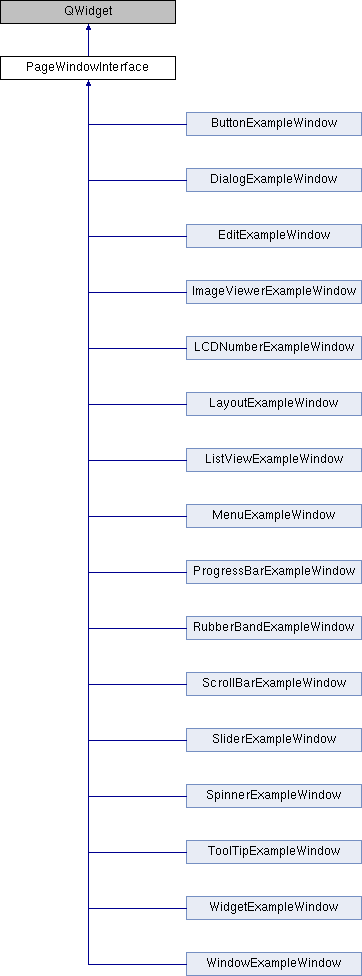 QWidget
PageWindowInterface
ButtonExampleWindow
DialogExampleWindow
EditExampleWindow
ImageViewerExampleWindow
LCDNumberExampleWindow
LayoutExampleWindow
ListViewExampleWindow
MenuExampleWindow
ProgressBarExampleWindow
RubberBandExampleWindow
ScrollBarExampleWindow
SliderExampleWindow
SpinnerExampleWindow
ToolTipExampleWindow
WidgetExampleWindow
WindowExampleWindow